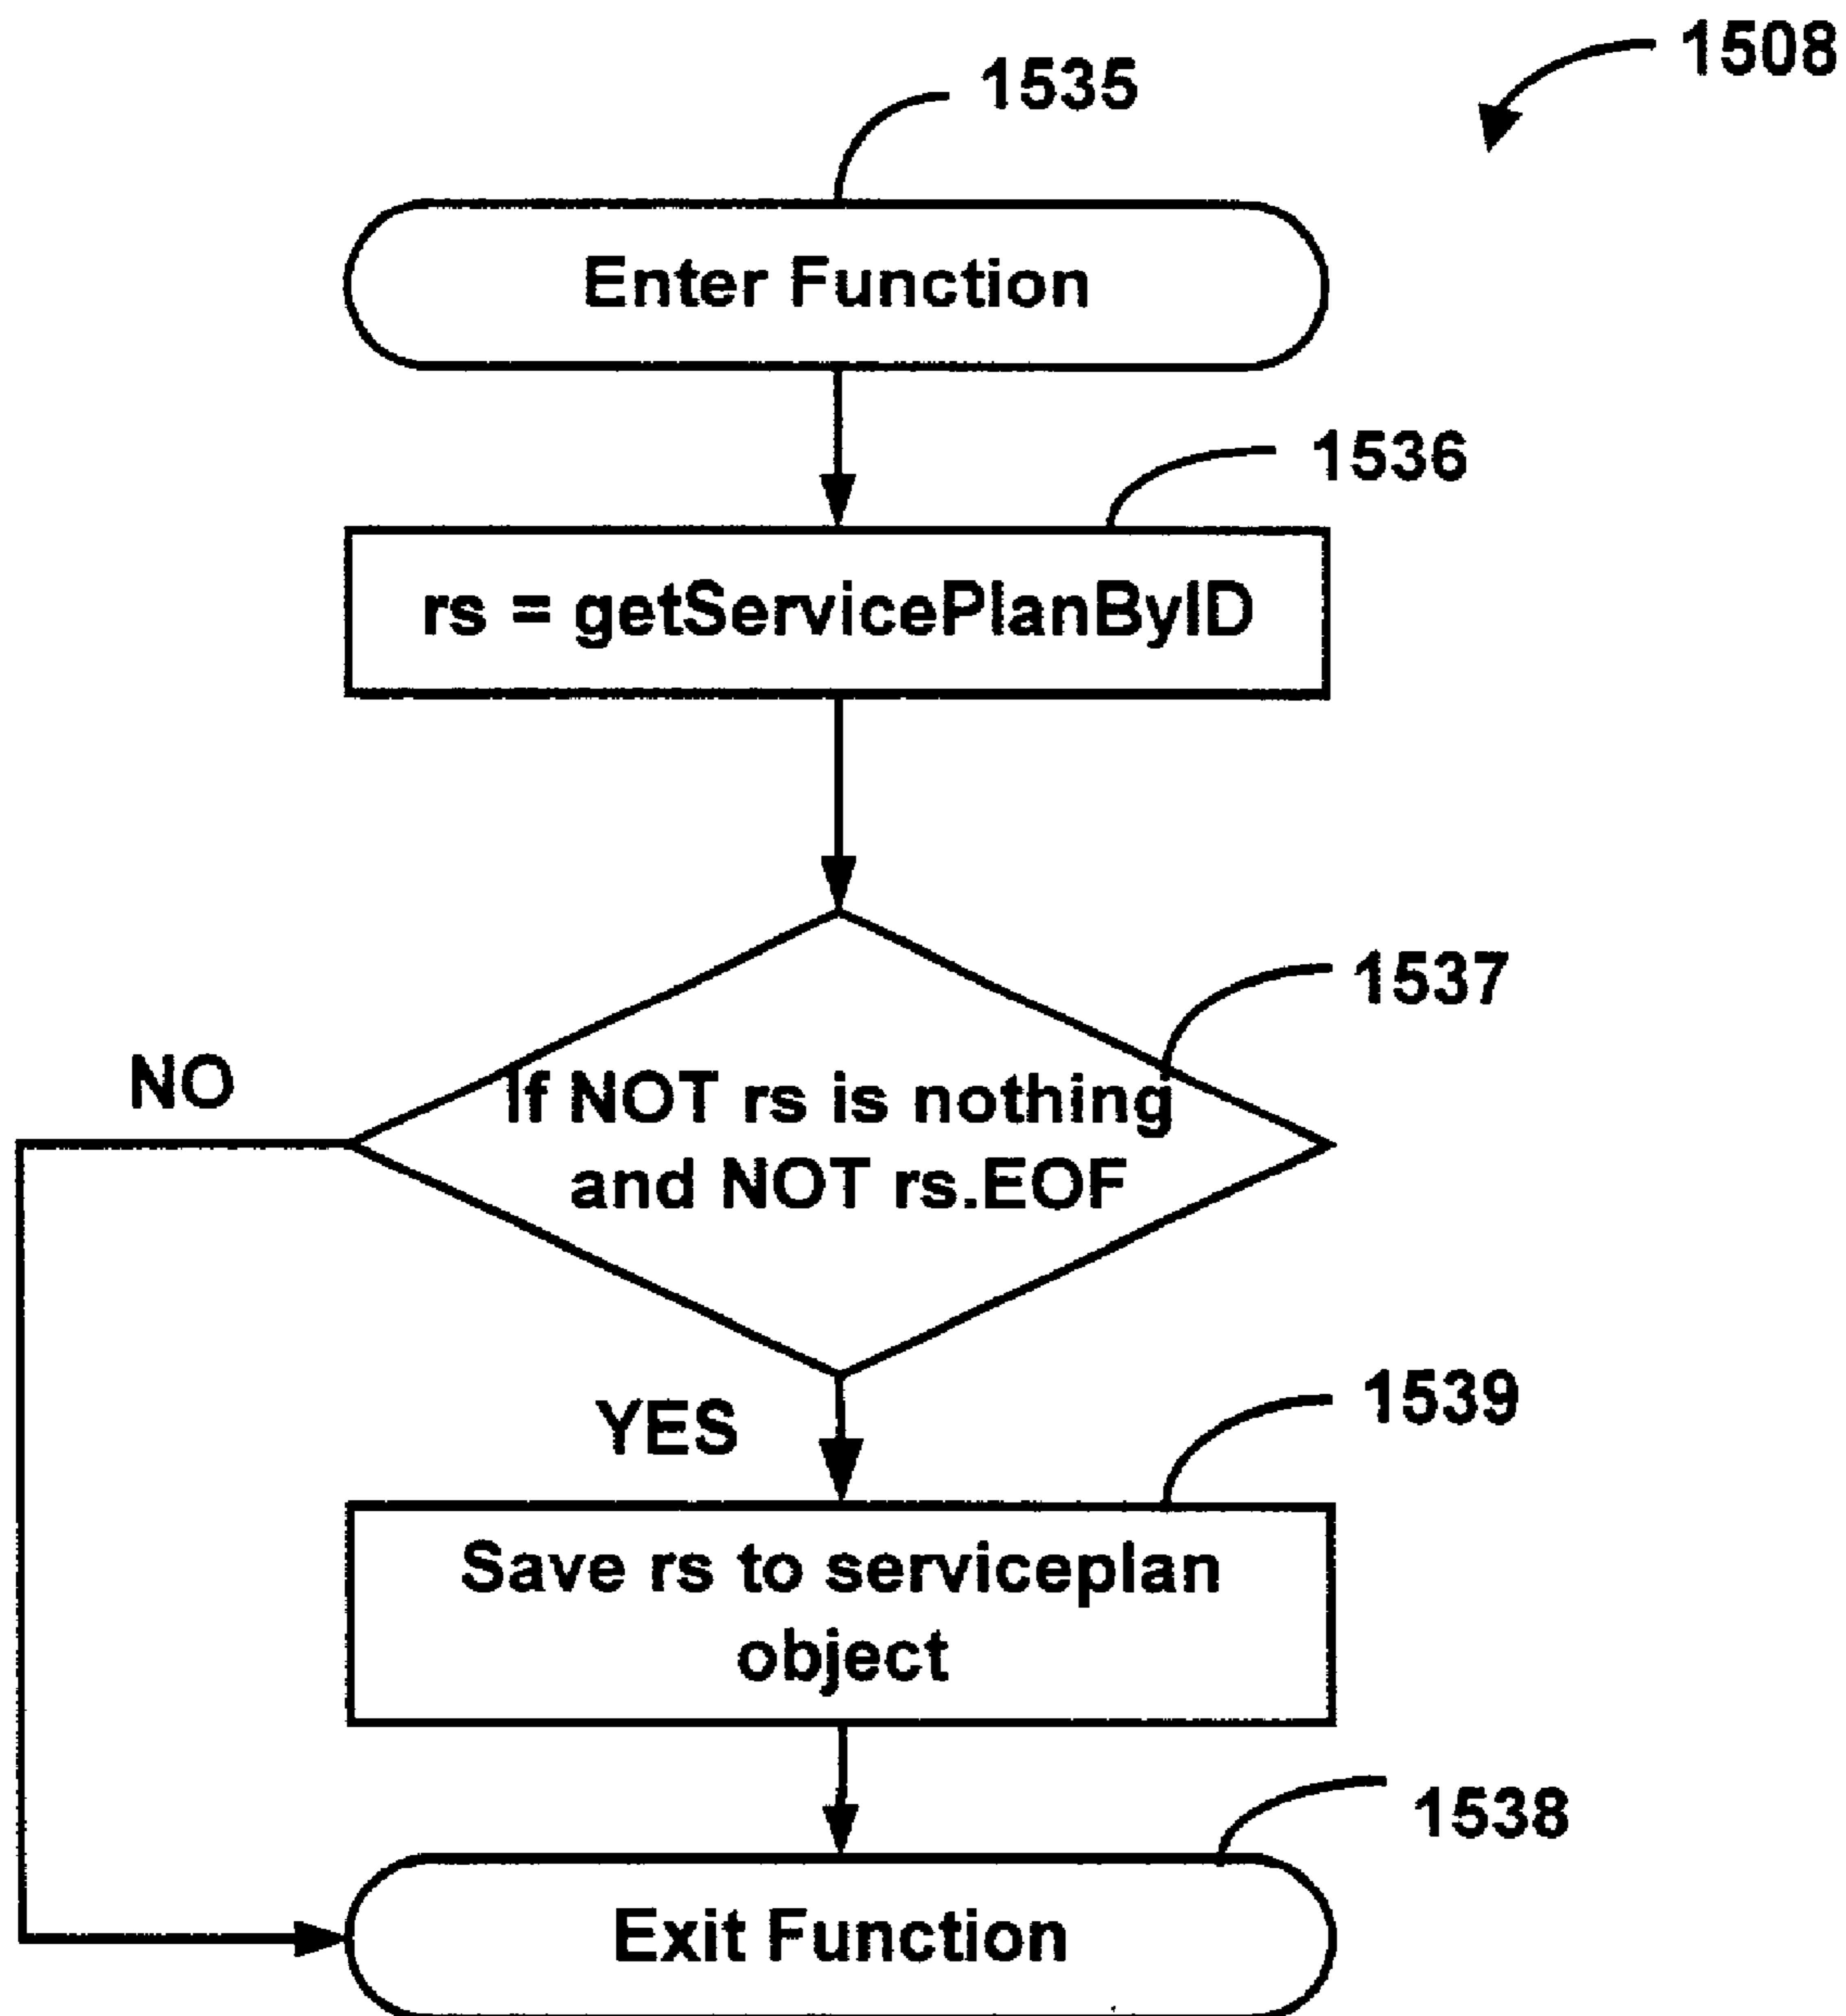 1508
1535
Enter Function
1536
rs = getServicePlanByID
1537
NO
If NOT rs is nothing
and NOT rs.EOF
1539
YES
Save rs to serviceplan
object
1538
Exit Function